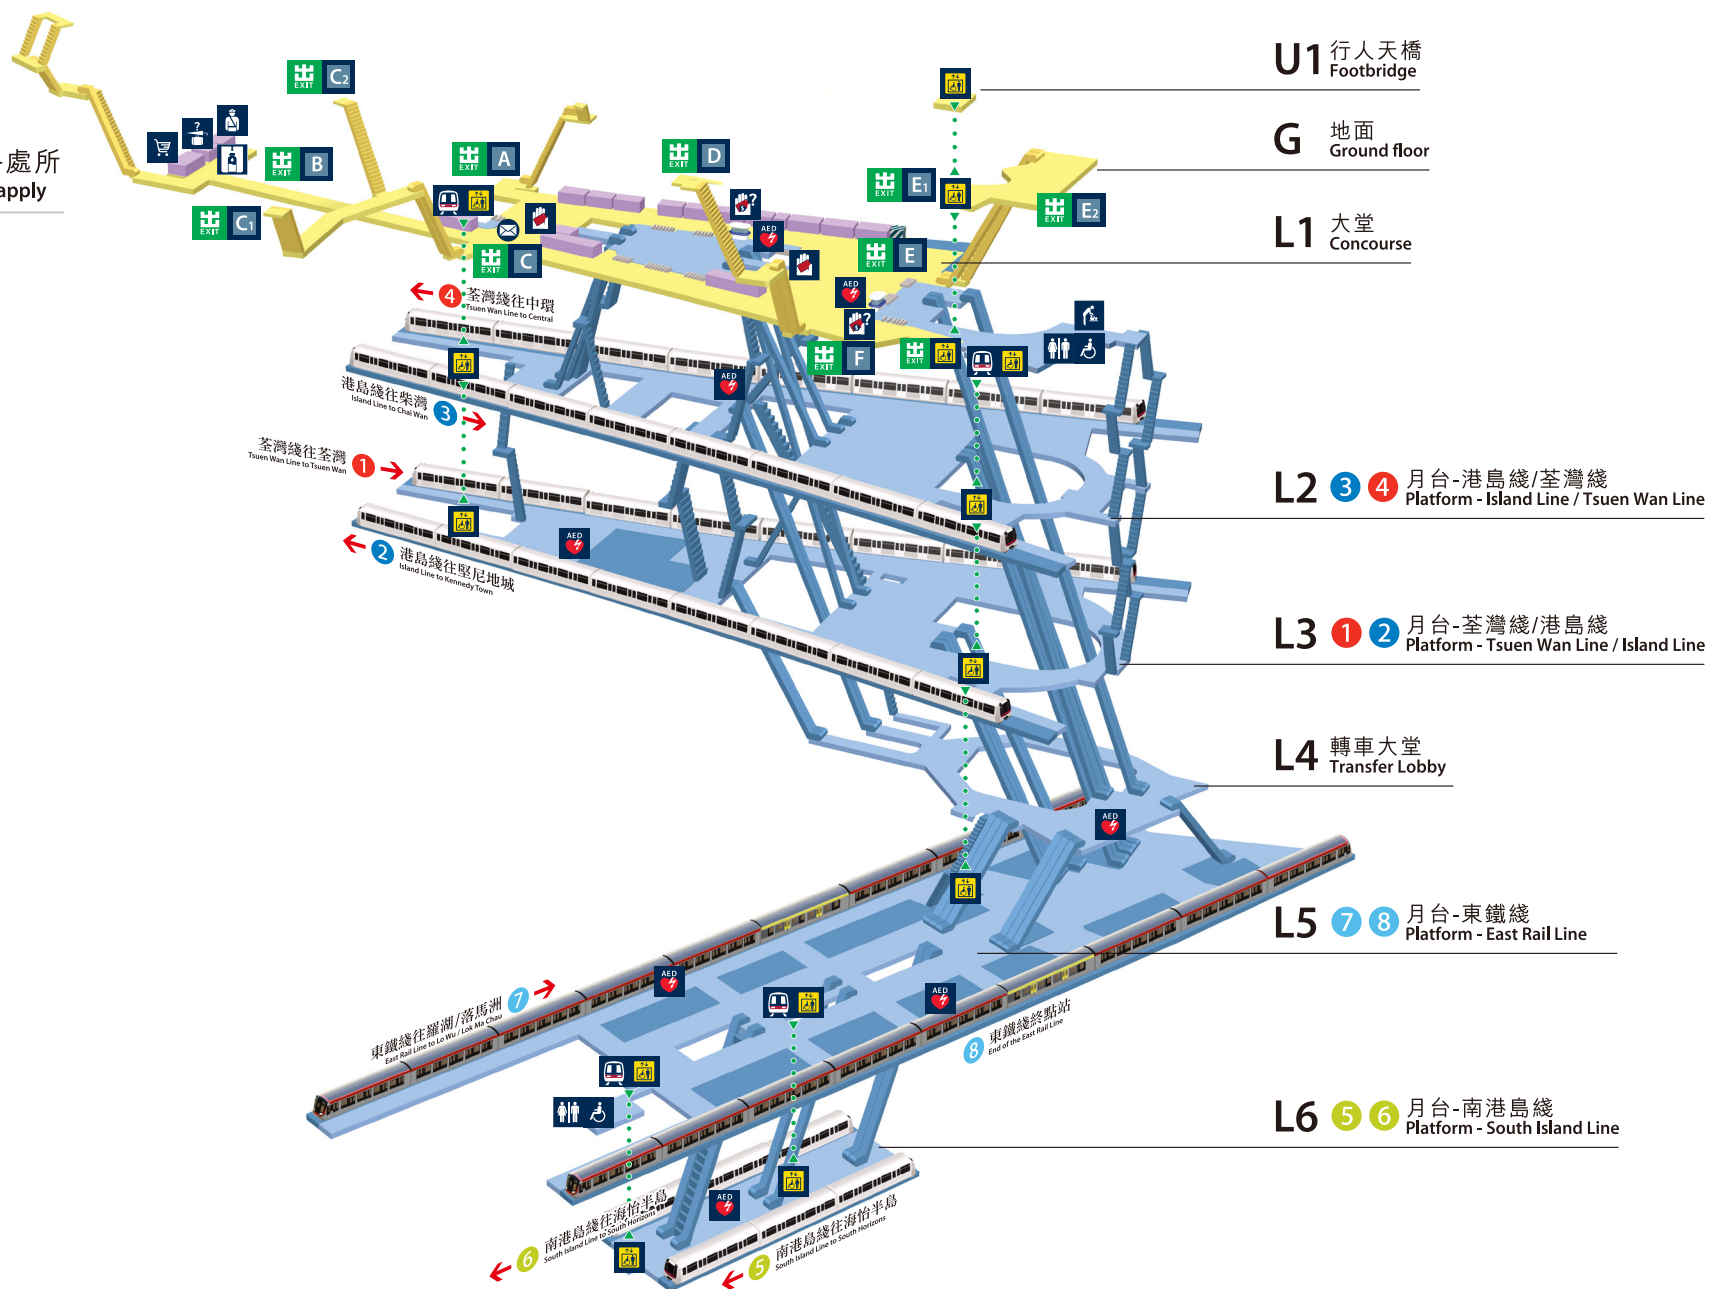 U1 行人天橋
Footbridge
G 地面
Ground floor
L1 大堂
Concourse
L2 3 4 月台-港島綫/荃灣綫
Platform - Island Line / Tsuen Wan Line
L3 1 2 月台-荃灣綫/港島綫
Platform - Tsuen Wan Line / Island Line
L4 轉車大堂
Transfer Lobby
L5 7 8 月台-東鐵綫
Platform - East Rail Line
L6 5 6 月台-南港島綫
Platform - South Island Line
處所
apply
EXIT C2
EXIT B
EXIT A
EXIT D
EXIT E1
EXIT E2
EXIT C1
EXIT C
EXIT E
EXIT F
EXIT
?
?
?
AED
AED
AED
AED
AED
AED
AED
AED
4 荃灣綫往中環
Tsuen Wan Line to Central
港島綫往柴灣 3
Island Line to Chai Wan
荃灣綫往荃灣 1
Tsuen Wan Line to Tsuen Wan
2 港島綫往堅尼地城
Island Line to Kennedy Town
東鐵綫往羅湖/落馬洲 7
East Rail Line to Lo Wu / Lok Ma Chau
8 東鐵綫終點站
End of the East Rail Line
6 南港島綫往海怡半島
South Island Line to South Horizons
5 南港島綫往海怡半島
South Island Line to South Horizons